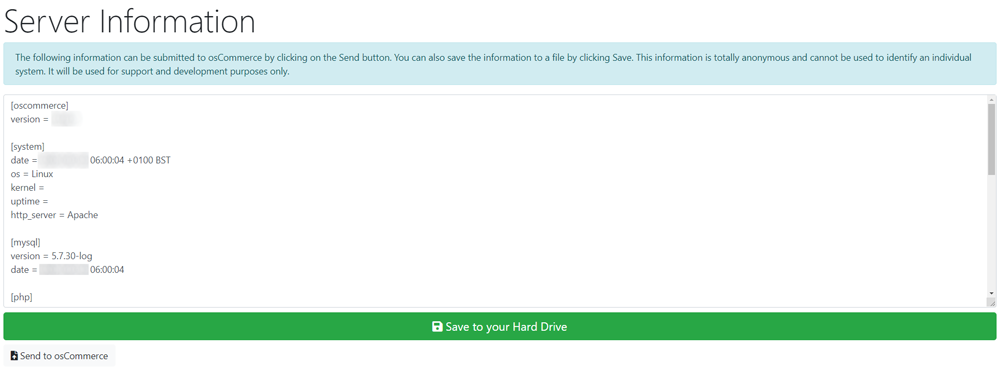 Server Information
The following information can be submitted to osCommerce by clicking on the Send button. You can also save the information to a file by clicking Save. This information is totally anonymous and cannot be used to identify an individual
system. It will be used for support and development purposes only.
[oscommerce]
version =
[system]
date = 06:00:04 +0100 BST
os = Linux
kernel =
uptime =
http_server = Apache
[mysql]
version = 5.7.30-log
date = 06:00:04
[php]
Save to your Hard Drive
Send to osCommerce